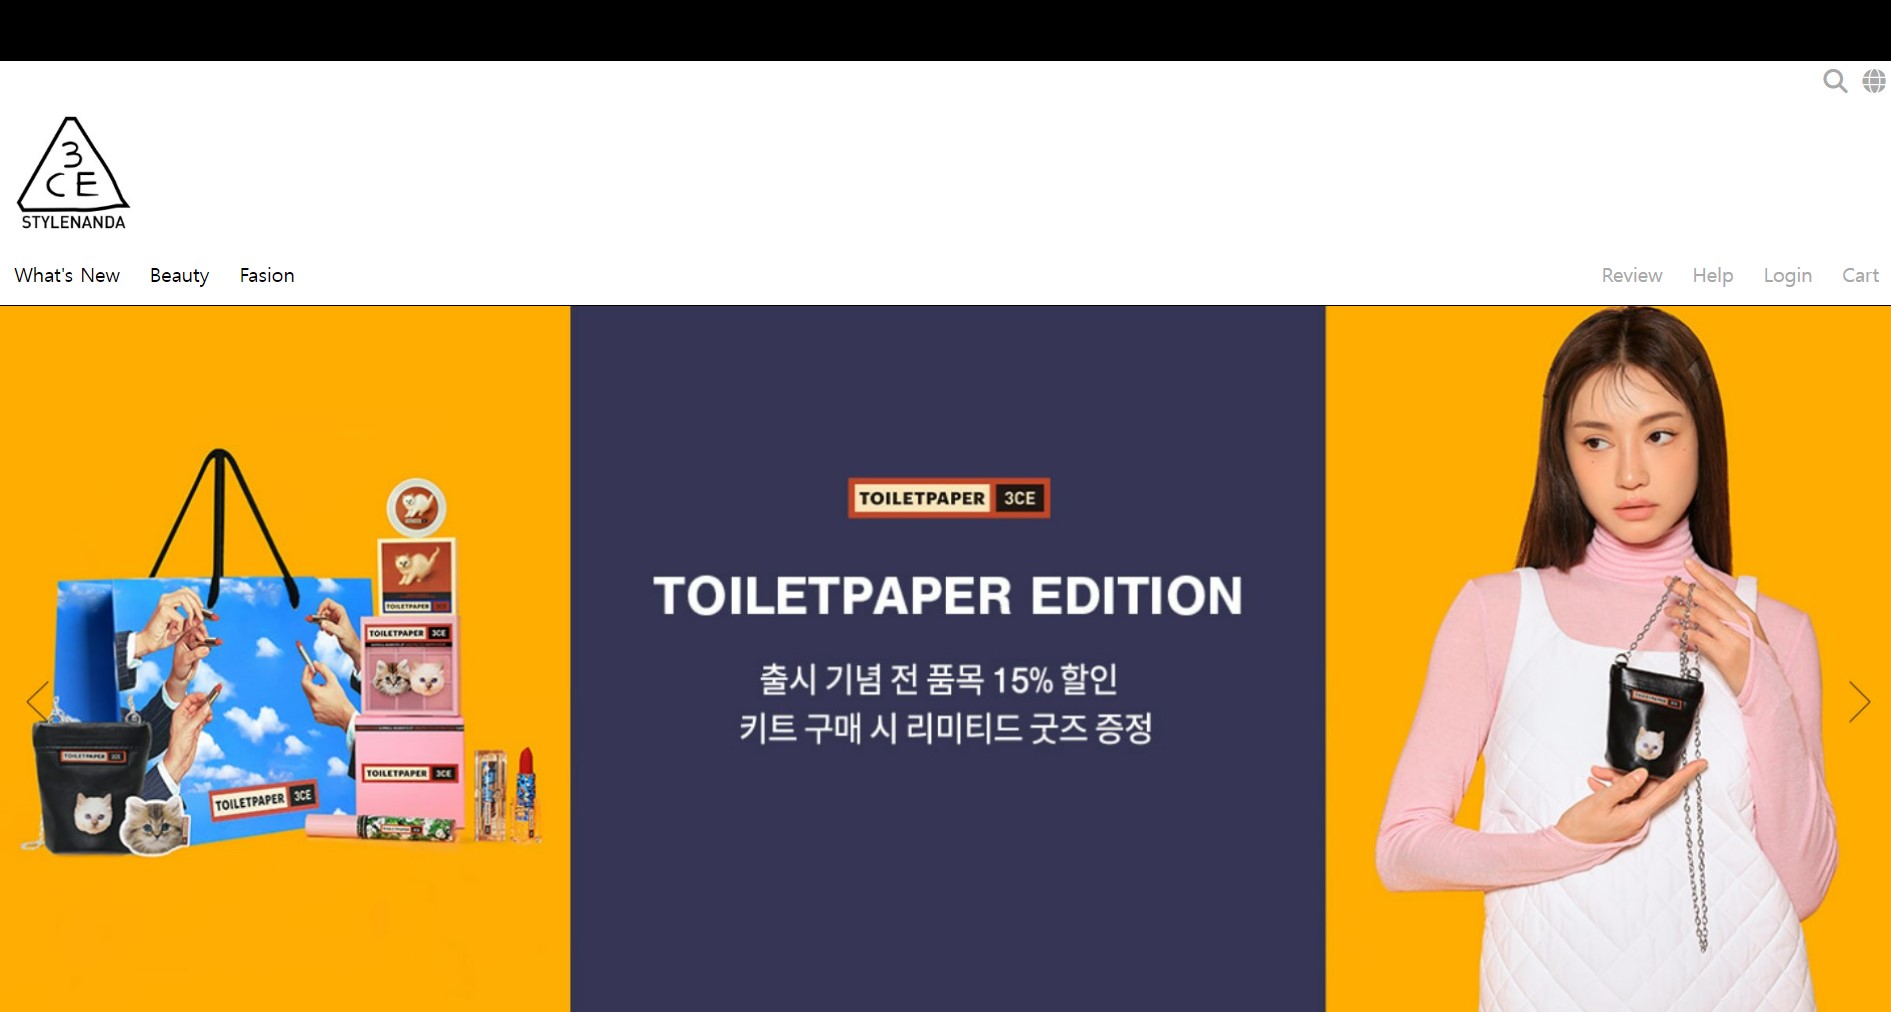 3
CE
STYLENANDA
What's New Beauty Fasion Review Help Login Cart
TOILETPAPER 3CE
TOILETPAPER EDITION
출시 기념 전 품목 15% 할인
키트 구매 시 리미티드 굿즈 증정
TOILETPAPER
TOILETPAPER 3CE
TOILETPAPER 3CE
TOILETPAPER 3CE
TOILETPAPER 3CE